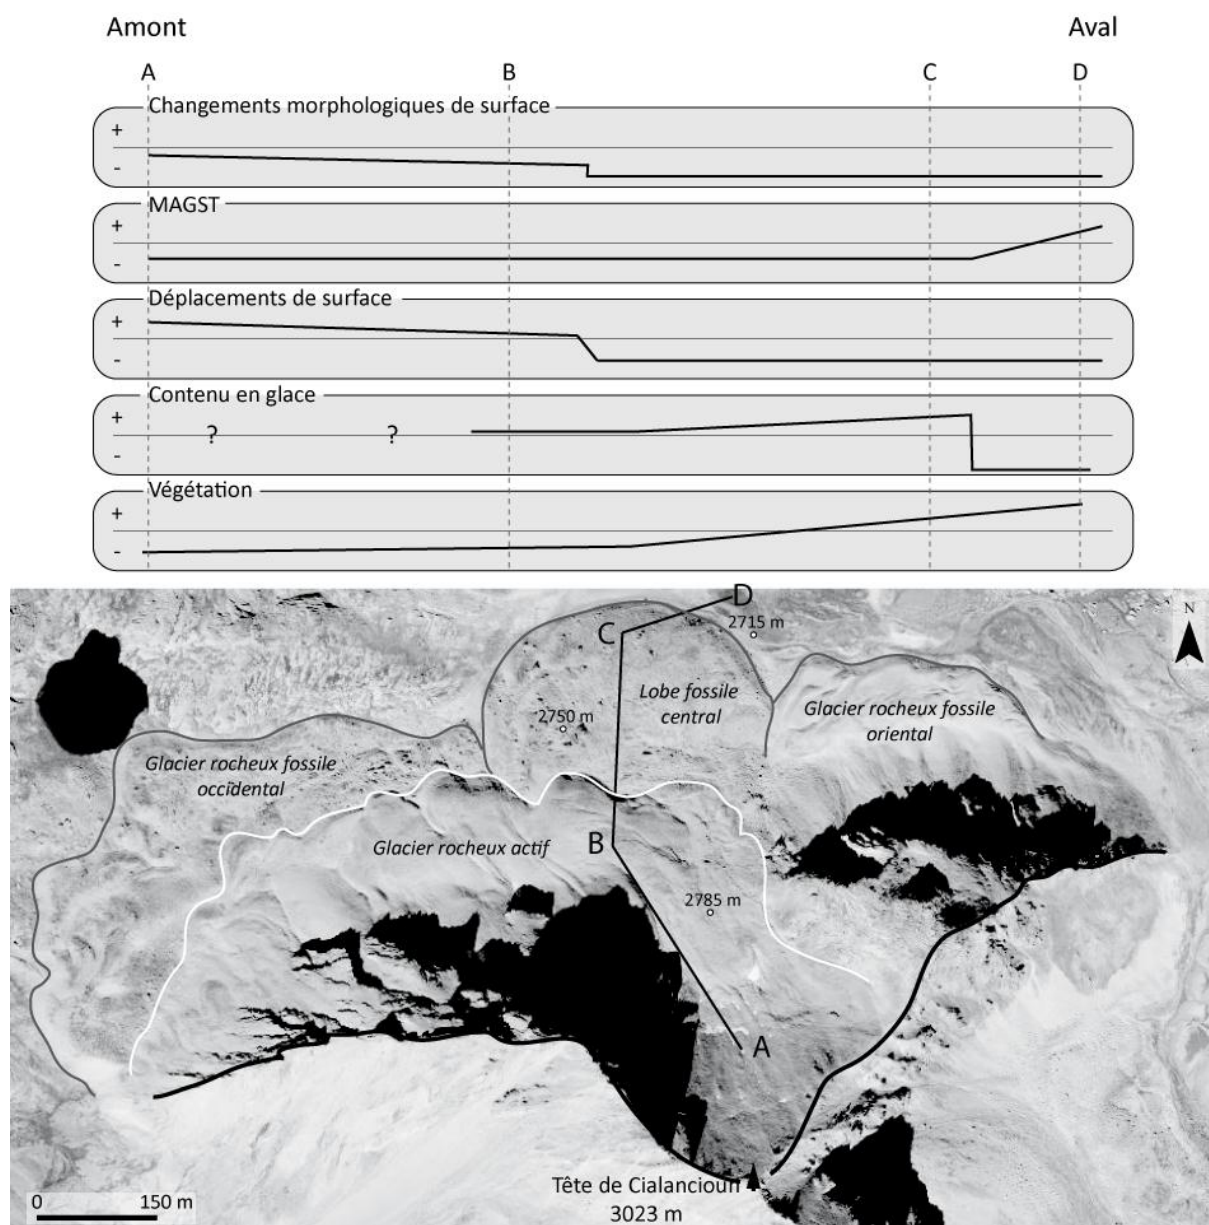 Amont
Aval
A
B
C
D
Changements morphologiques de surface
+
-
MAGST
+
-
Déplacements de surface
+
-
Contenu en glace
+
? ?
-
Végétation
+
-
D
N
C
2715 m
Lobe fossile
central
Glacier rocheux fossile
oriental
2750 m
Glacier rocheux fossile
occidental
B
Glacier rocheux actif
2785 m
A
Tête de Cialancioun
3023 m
0 150 m